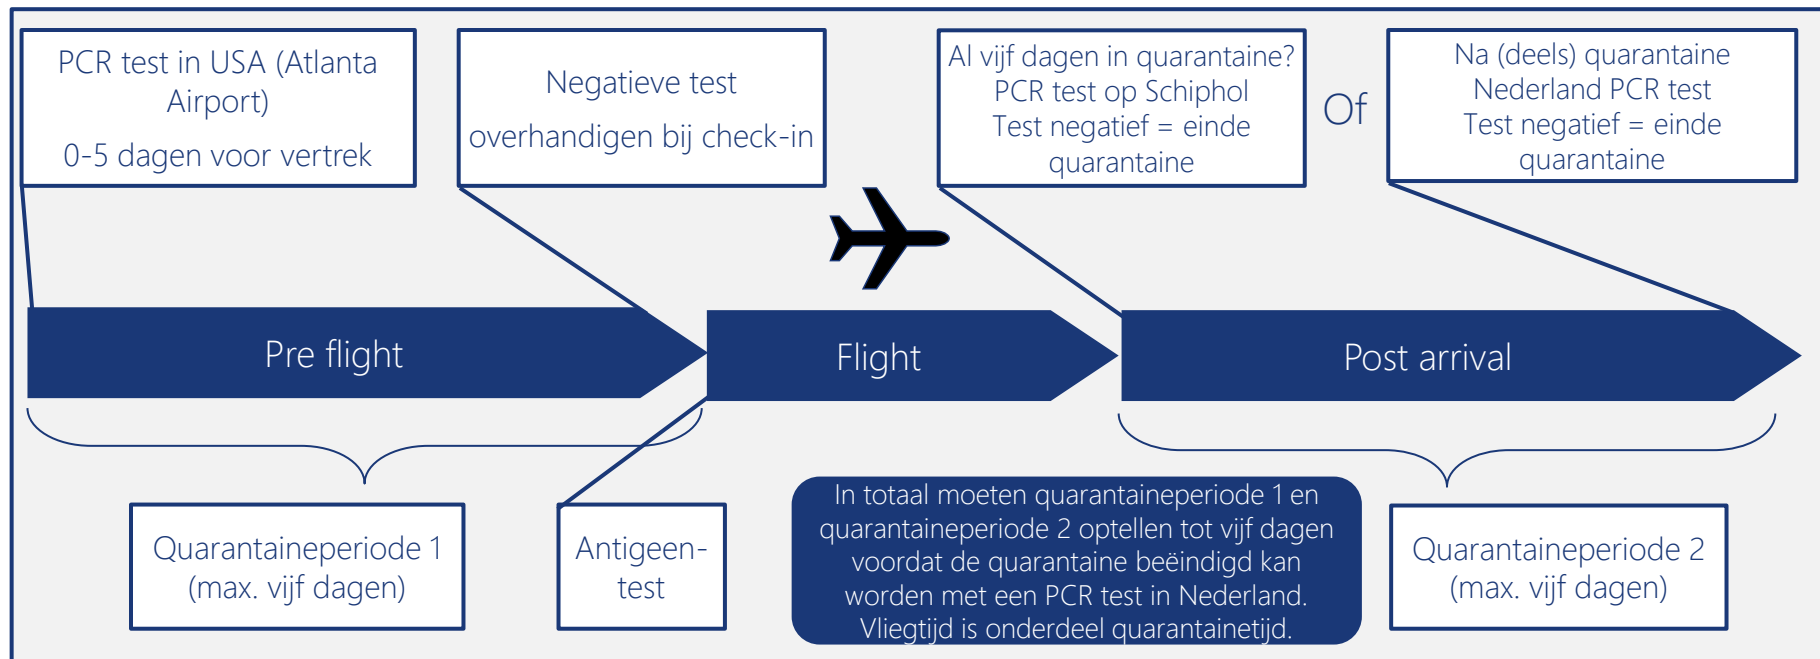 PCR test in USA (Atlanta
Airport)
0-5 dagen voor vertrek
Negatieve test
overhandigen bij check-in
Al vijf dagen in quarantaine?
PCR test op Schiphol
Test negatief = einde
quarantaine
Of
Na (deels) quarantaine
Nederland PCR test
Test negatief = einde
quarantaine
Pre flight
Flight
Post arrival
Quarantaineperiode 1
(max. vijf dagen)
Antigeen-
test
In totaal moeten quarantaineperiode 1 en
quarantaineperiode 2 optellen tot vijf dagen
voordat de quarantaine beëindigd kan
worden met een PCR test in Nederland.
Vliegtijd is onderdeel quarantainetijd.
Quarantaineperiode 2
(max. vijf dagen)